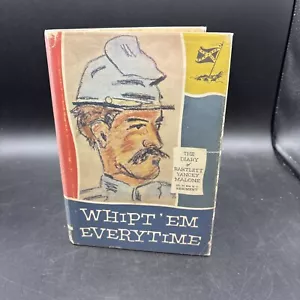 THE
DIARY
of
BARTLETT
YANCEY
MALONE
WHIPT 'EM
EVERYTIME